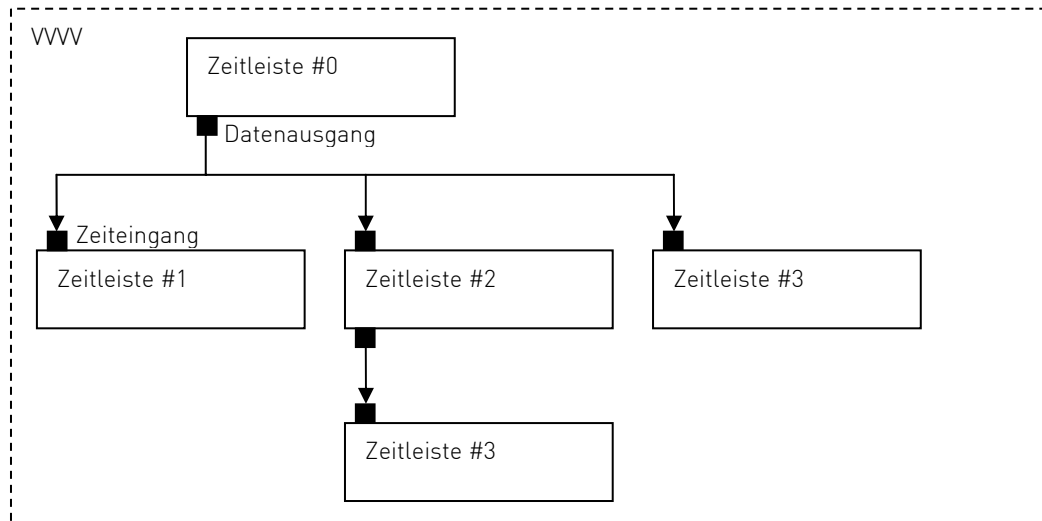 VVVV
Zeitleiste #0
Datenausgang
Zeiteingang
Zeitleiste #1
Zeitleiste #2
Zeitleiste #3
Zeitleiste #3